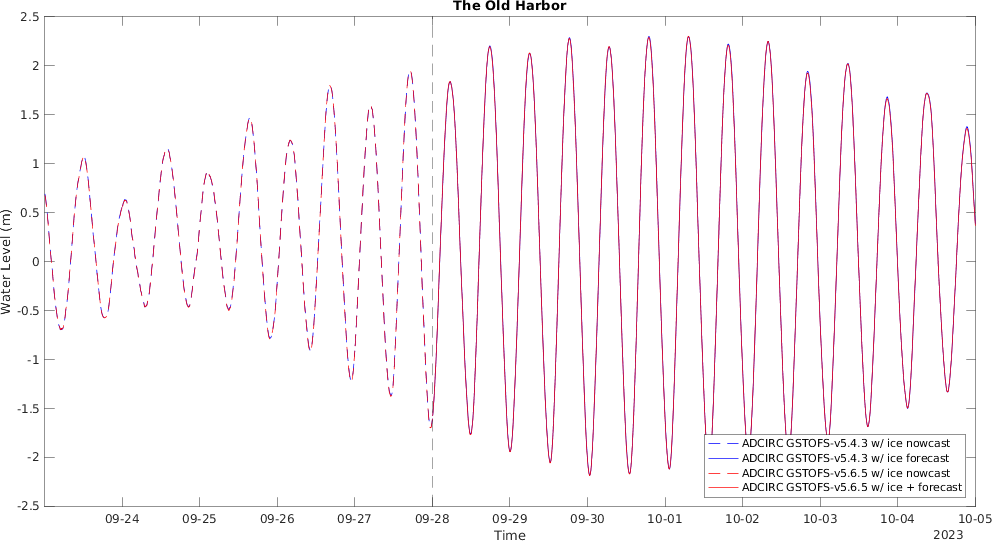 The Old Harbor
2.5
2
1.5
1
0.5
0
-0.5
-1
-1.5
-2
-2.5
Water Level (m)
ADCIRC GSTOFS-v5.4.3 w/ ice nowcast
ADCIRC GSTOFS-v5.4.3 w/ ice forecast
ADCIRC GSTOFS-v5.6.5 w/ ice nowcast
ADCIRC GSTOFS-v5.6.5 w/ ice + forecast
09-24 09-25 09-26 09-27 09-28 09-29 09-30 10-01 10-02 10-03 10-04 10-05
Time
2023